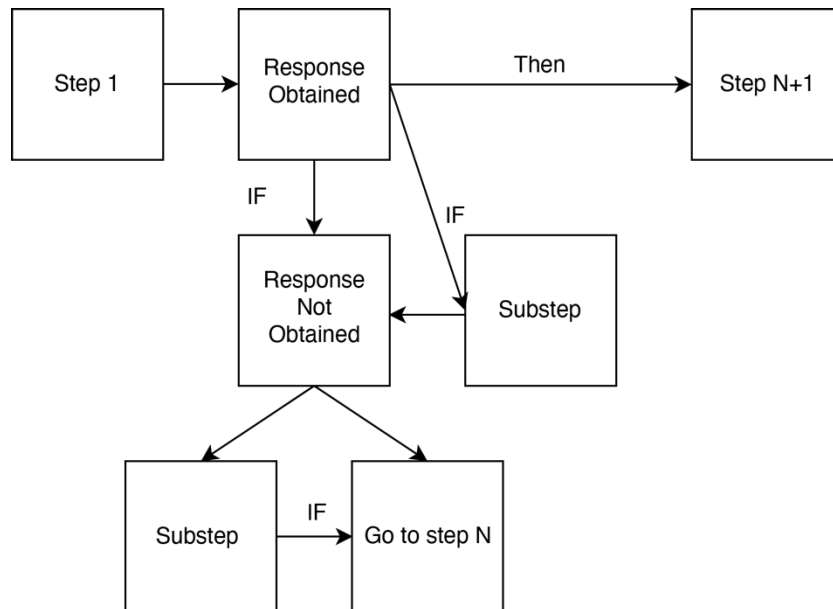 Step 1
Response
Obtained
Then
Step N+1
IF
IF
Response
Not
Obtained
Substep
Substep
IF
Go to step N